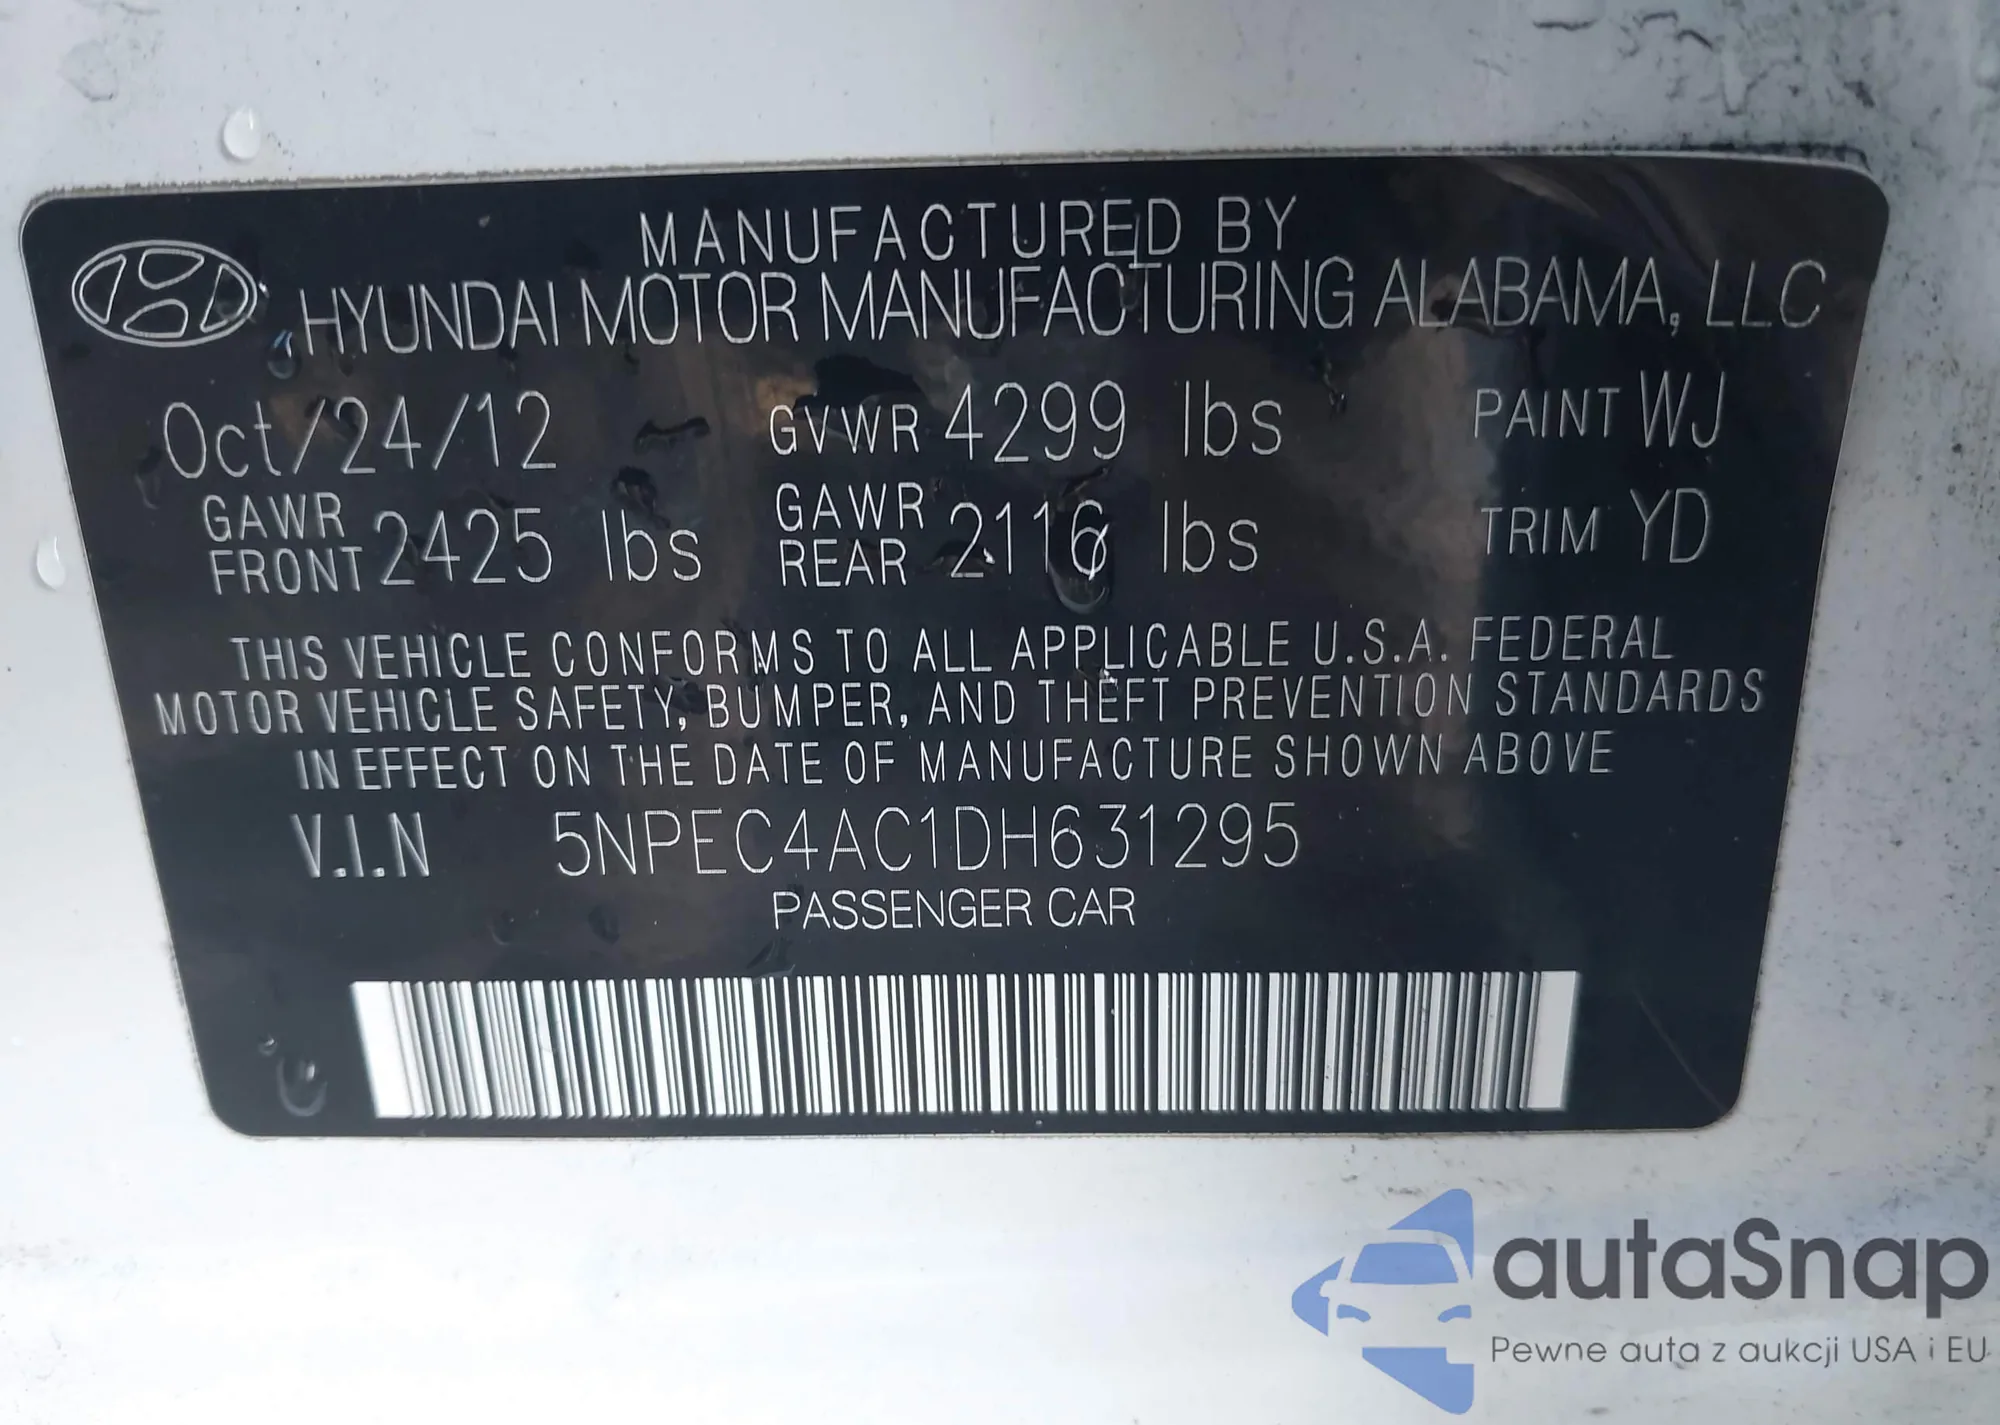 MANUFACTURED BY
HYUNDAI MOTOR MANUFACTURING ALABAMA, LLC
Oct/24/12 GVWR 4299 lbs PAINT WJ
GAWR FRONT 2425 lbs GAWR REAR 2116 lbs TRIM YD
THIS VEHICLE CONFORMS TO ALL APPLICABLE U.S.A. FEDERAL
MOTOR VEHICLE SAFETY, BUMPER, AND THEFT PREVENTION STANDARDS
IN EFFECT ON THE DATE OF MANUFACTURE SHOWN ABOVE
V.I.N 5NPEC4AC1DH631295
PASSENGER CAR
autaSnap
Pewne auta z aukcji USA i EU